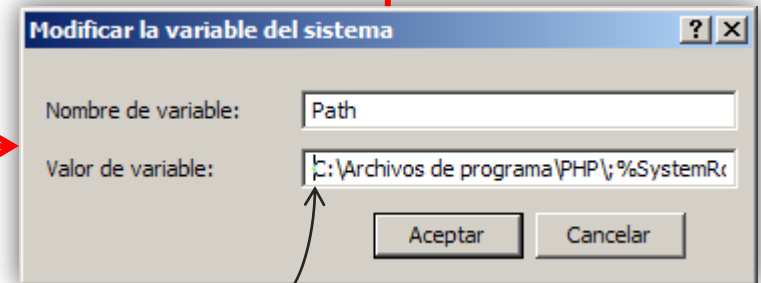 Modificar la variable del sistema
Nombre de variable:
Path
Valor de variable:
C:\Archivos de programa\PHP\;%SystemRo
Aceptar
Cancelar